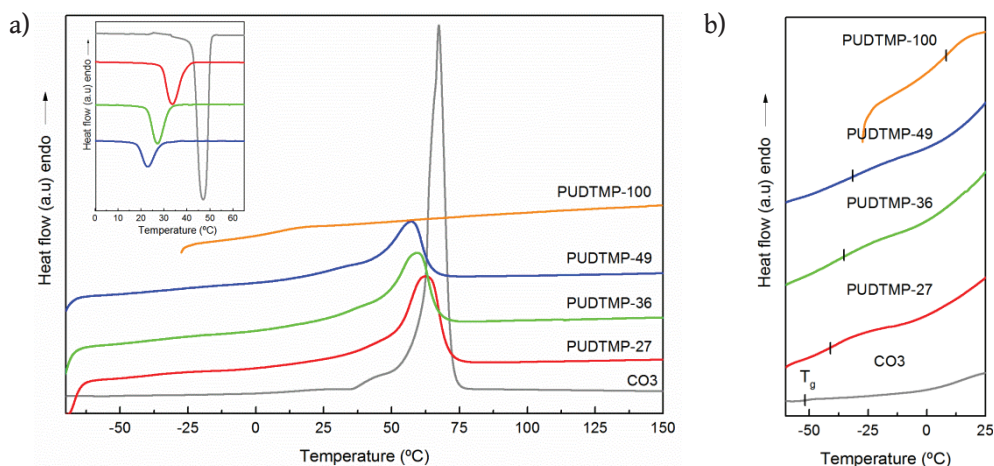 a)
Heat flow (a.u) endo
Heat flow (a.u) endo
0 10 20 30 40 50 60
Temperature (ºC)
PUDTMP-100
PUDTMP-49
PUDTMP-36
PUDTMP-27
CO3
-50 -25 0 25 50 75 100 125 150
Temperature (ºC)
b)
Heat flow (a.u) endo
PUDTMP-100
PUDTMP-49
PUDTMP-36
PUDTMP-27
CO3
Tg
-50 -25 0 25
Temperature (ºC)